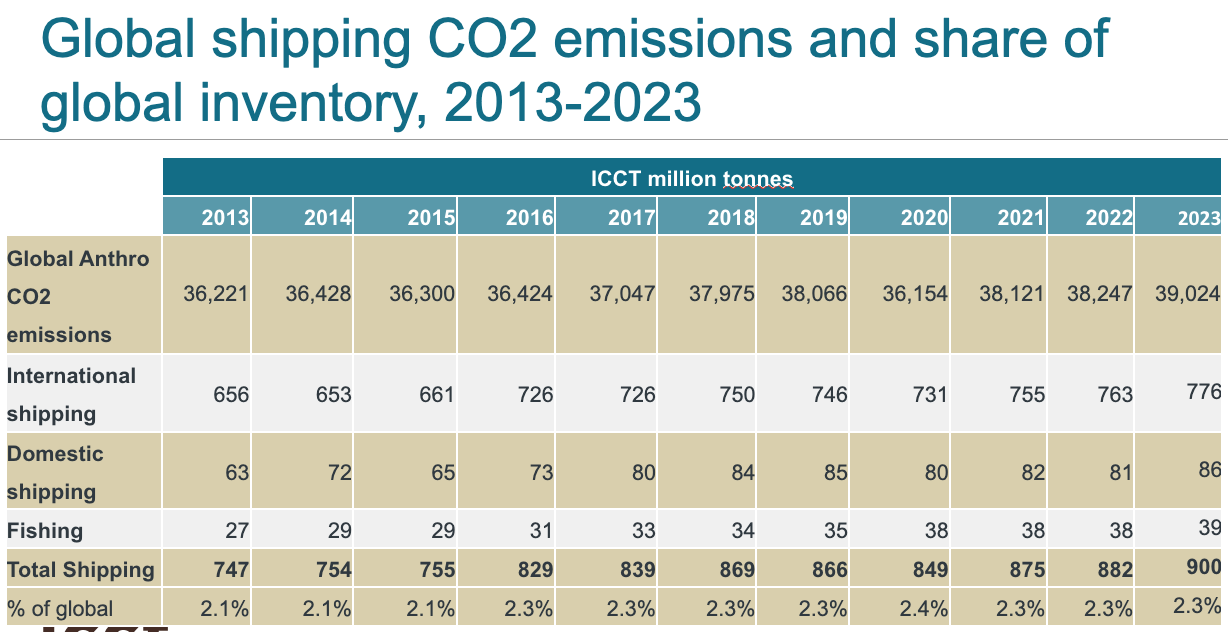 Global shipping CO2 emissions and share of
global inventory, 2013-2023
ICCT million tonnes
2013 2014 2015 2016 2017 2018 2019 2020 2021 2022 2023
Global Anthro
CO2
emissions
36,221 36,428 36,300 36,424 37,047 37,975 38,066 36,154 38,121 38,247 39,024
International
shipping
656 653 661 726 726 750 746 731 755 763 776
Domestic
shipping
63 72 65 73 80 84 85 80 82 81 86
Fishing 27 29 29 31 33 34 35 38 38 38 39
Total Shipping 747 754 755 829 839 869 866 849 875 882 900
% of global 2.1% 2.1% 2.1% 2.3% 2.3% 2.3% 2.3% 2.4% 2.3% 2.3% 2.3%